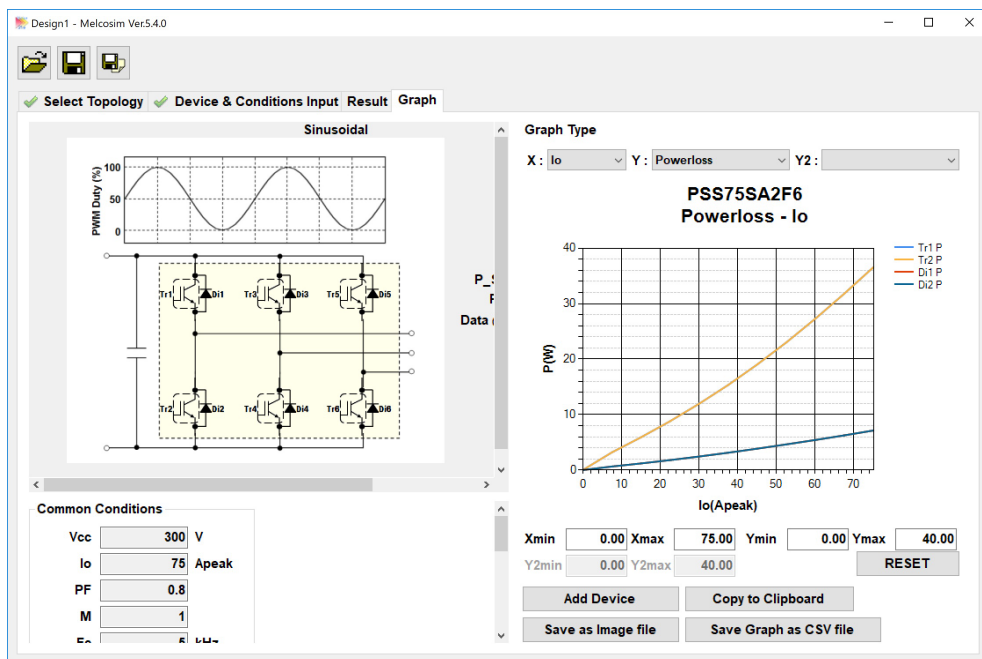 Design1 - Melcosim Ver.5.4.0
Select Topology Device & Conditions Input Result Graph
Sinusoidal
PWM Duty (%)
100
50
0
Tr1 Di1 Tr3 Di3 Tr5 Di5
Tr2 Di2 Tr4 Di4 Tr6 Di6
Data
Graph Type
X : Io Y : Powerloss Y2 :
PSS75SA2F6
Powerloss - Io
Tr1 P
Tr2 P
Di1 P
Di2 P
P(W)
40
30
20
10
0
0 10 20 30 40 50 60 70
Io(Apeak)
Xmin 0.00 Xmax 75.00 Ymin 0.00 Ymax 40.00
Y2min 0.00 Y2max 40.00 RESET
Add Device Copy to Clipboard
Save as Image file Save Graph as CSV file
Common Conditions
Vcc 300 V
Io 75 Apeak
PF 0.8
M 1